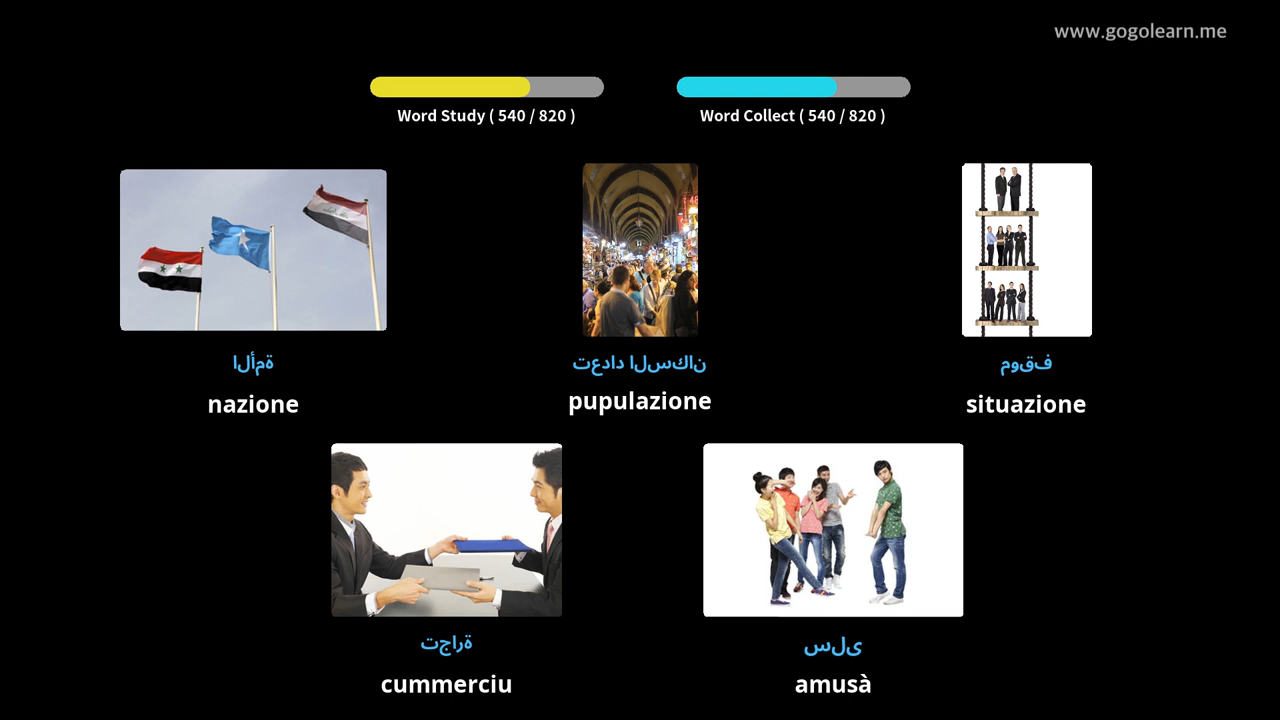 www.gogolearn.me
Word Study ( 540 / 820 )
Word Collect ( 540 / 820 )
الأمة
تعداد السكان
موقف
nazione
pupulazione
situazione
تجارة
سلى
cummerciu
amusà